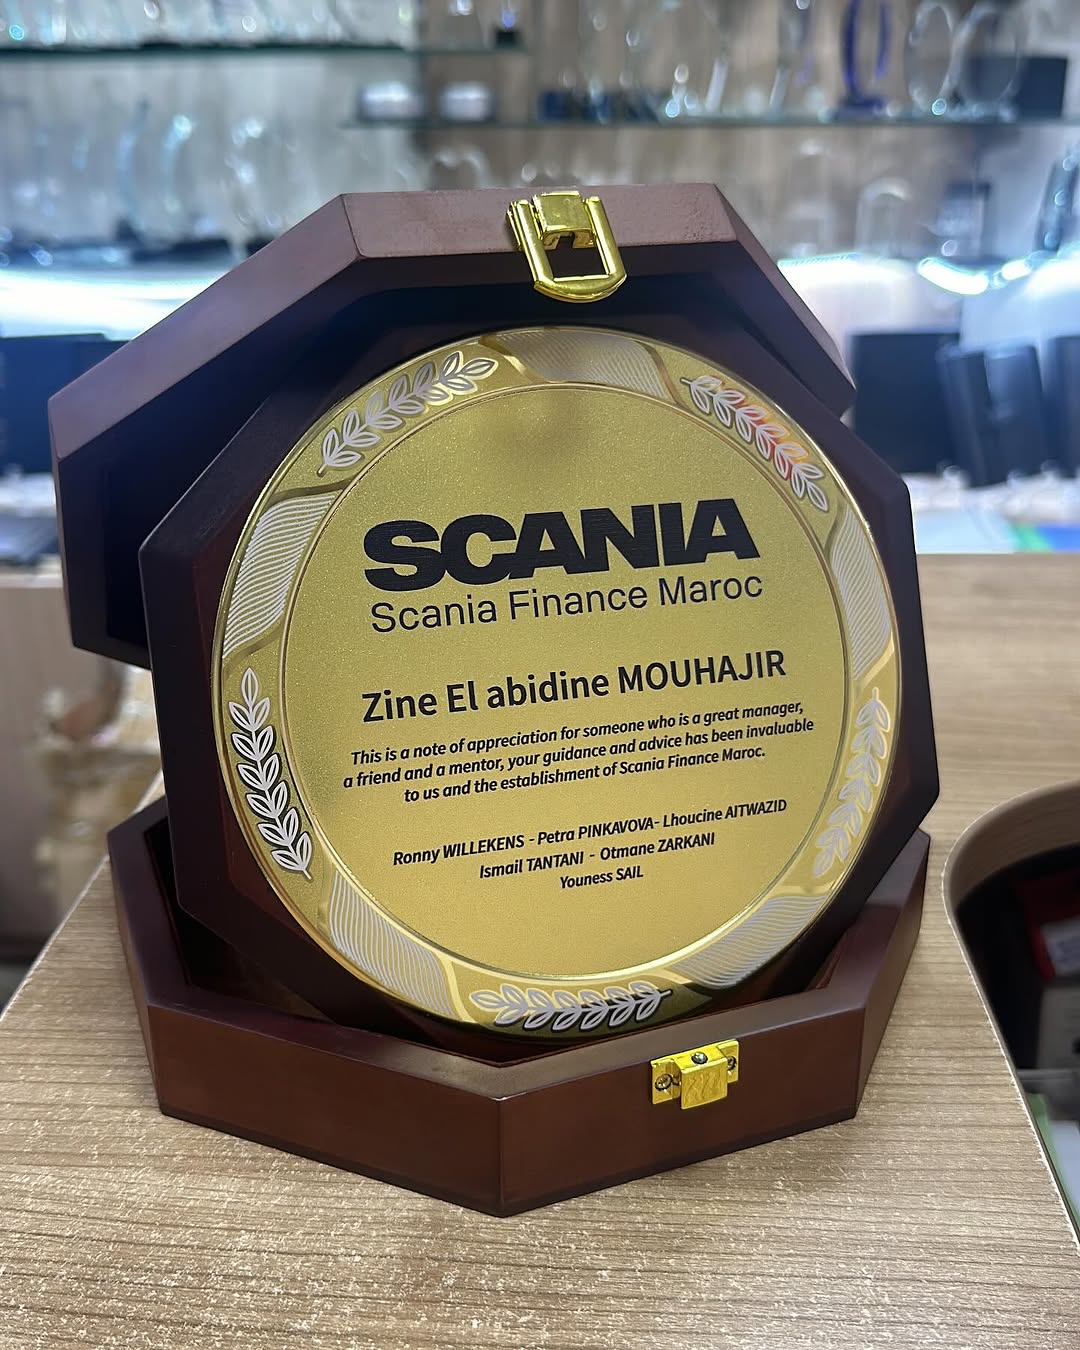 SCANIA
Scania Finance Maroc
Zine El abidine MOUHAJIR
This is a note of appreciation for someone who is a great manager,
a friend and a mentor, your guidance and advice has been invaluable
to us and the establishment of Scania Finance Maroc.
Ronny WILLEKENS - Petra PINKAVOVA- Lhoucine AITWAZID
Ismail TANTANI - Otmane ZARKANI
Youness SAIL